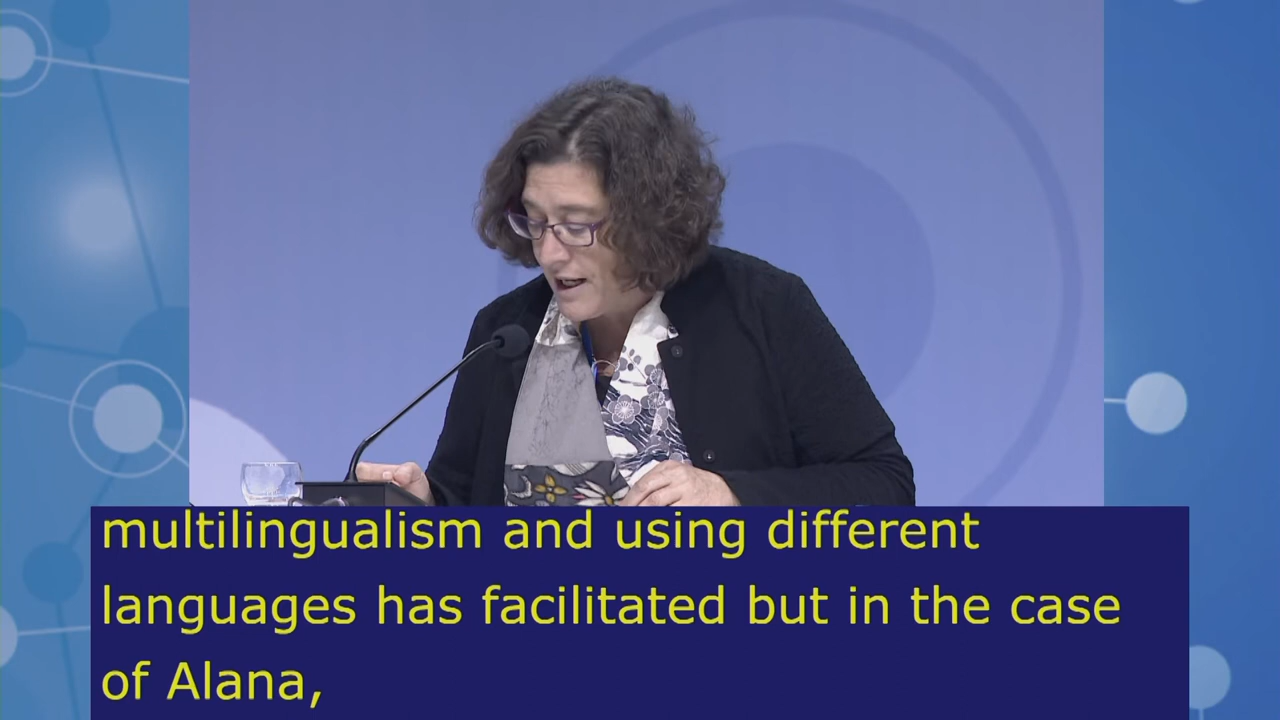 multilingualism and using different
languages has facilitated but in the case
of Alana,